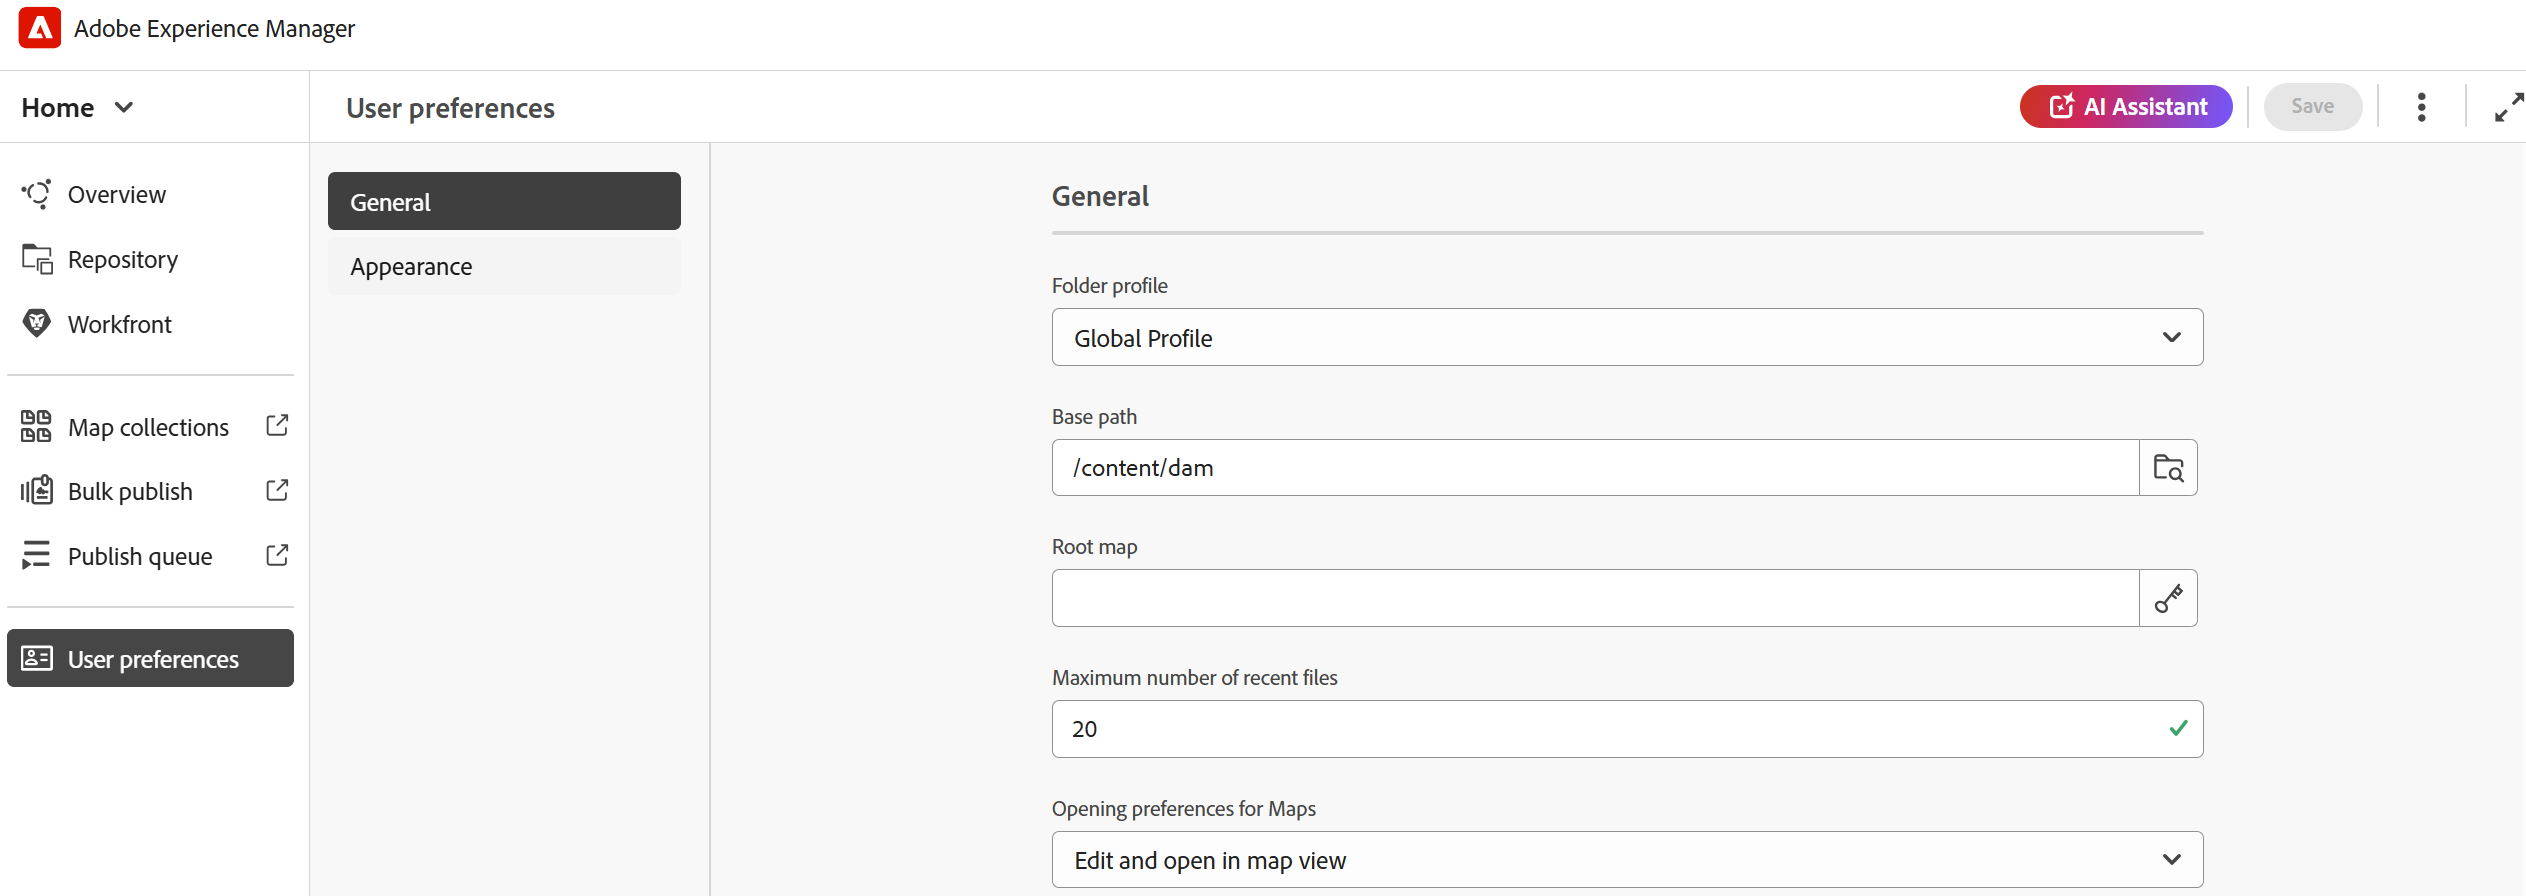 Adobe Experience Manager
Home
User preferences
AI Assistant
Save
Overview
Repository
Workfront
Map collections
Bulk publish
Publish queue
User preferences
General
Appearance
General
Folder profile
Global Profile
Base path
/content/dam
Root map
Maximum number of recent files
20
Opening preferences for Maps
Edit and open in map view